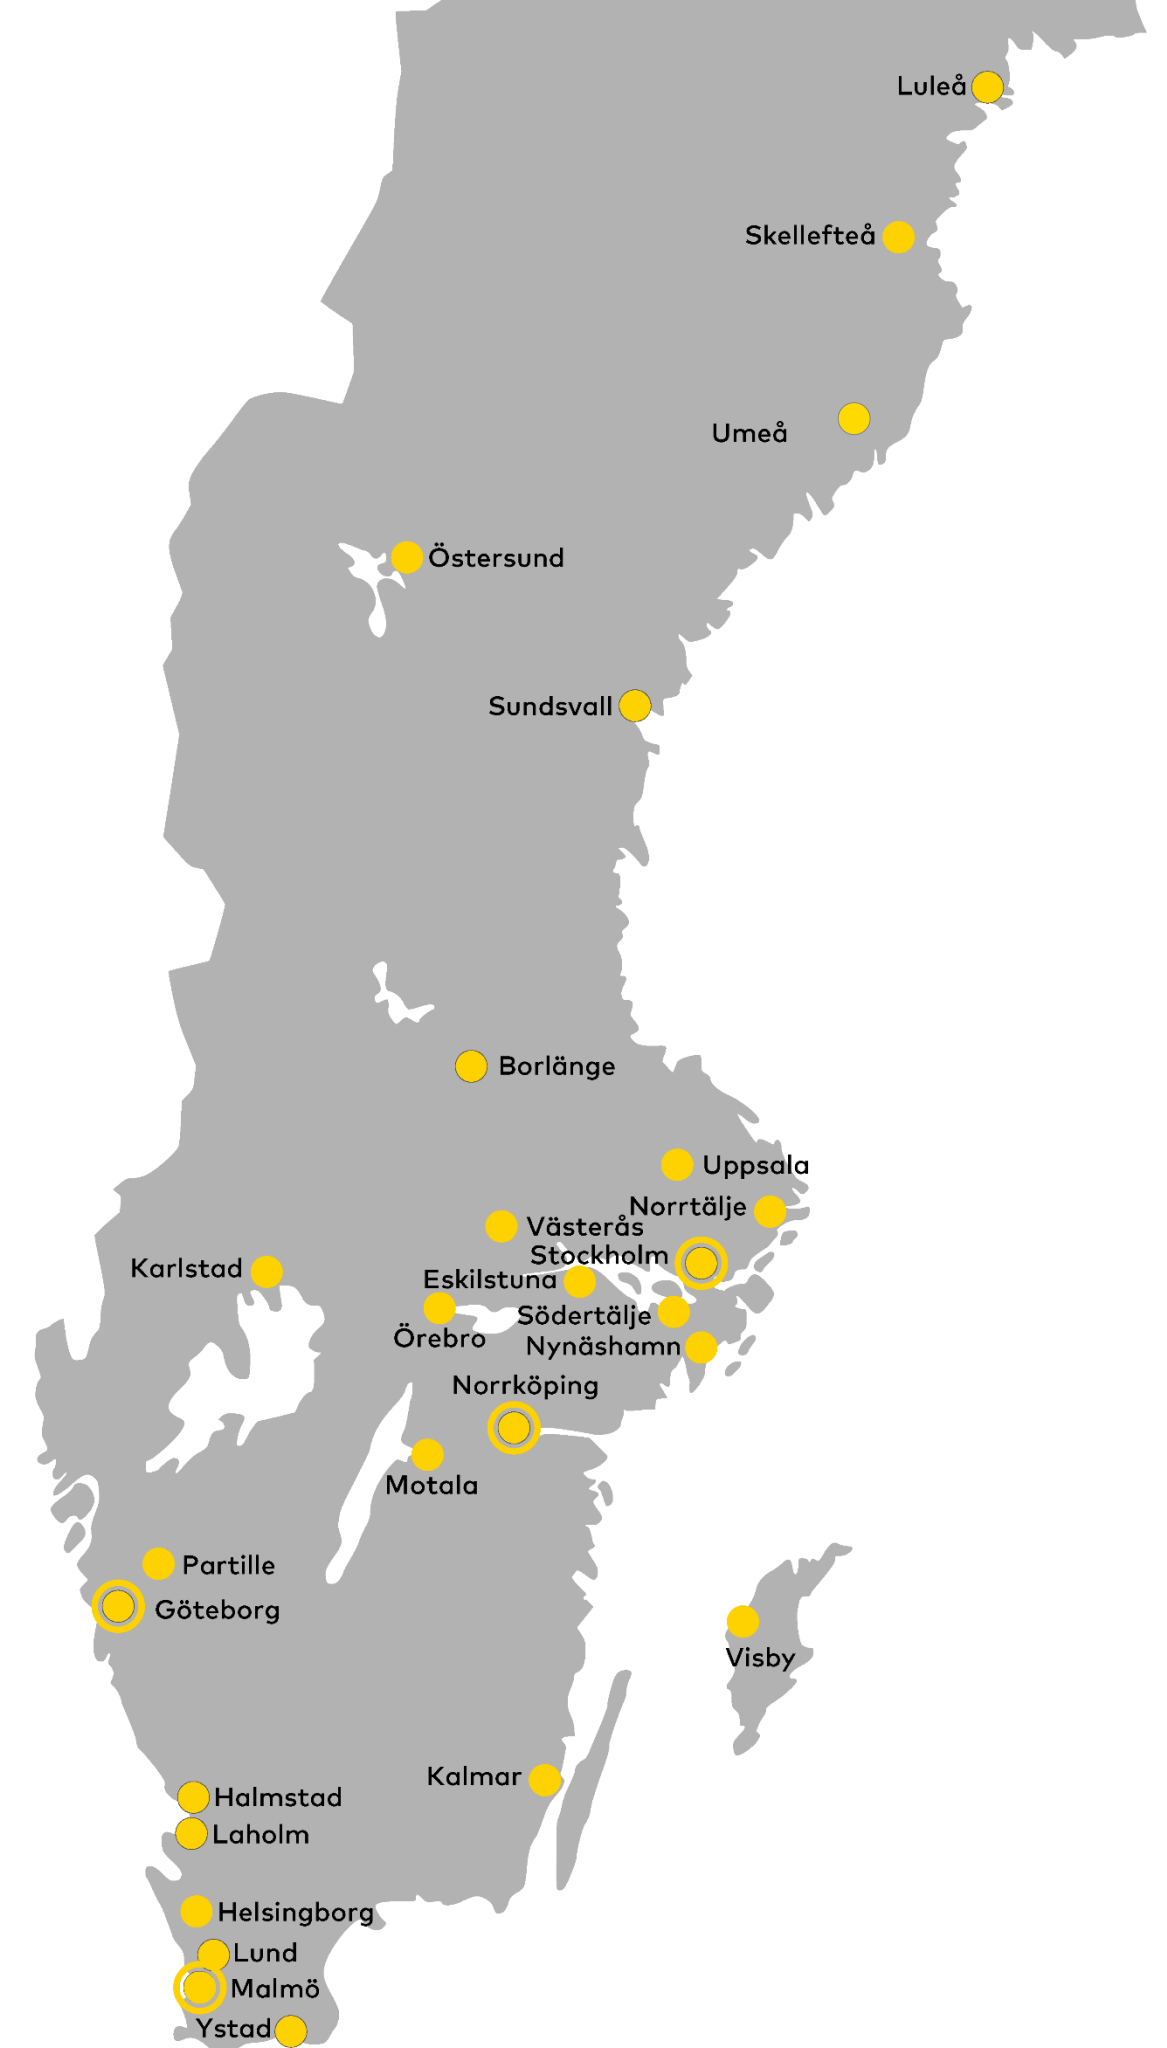 Luleå
Skellefteå
Umeå
Östersund
Sundsvall
Borlänge
Uppsala
Norrtälje
Västerås
Stockholm
Karlstad
Eskilstuna
Södertälje
Örebro
Nynäshamn
Norrköping
Motala
Partille
Göteborg
Visby
Kalmar
Halmstad
Laholm
Helsingborg
Lund
Malmö
Ystad